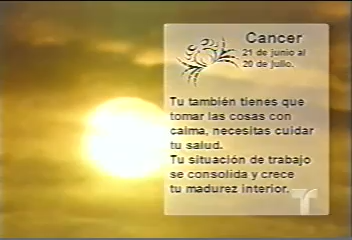 Cancer
21 de junio al
20 de julio.
Tu también tienes que
tomar las cosas con
calma, necesitas cuidar
tu salud.
Tu situación de trabajo
se consolida y crece
tu madurez interior.